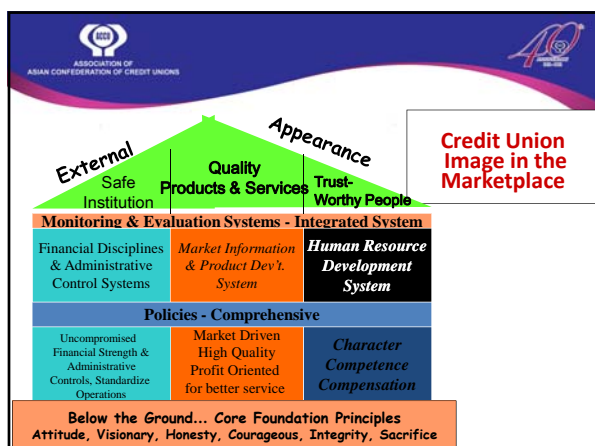 ACCU
ASSOCIATION OF
ASIAN CONFEDERATION OF CREDIT UNIONS
40
Credit Union
Image in the
Marketplace
External
Appearance
Safe
Institution
Quality
Products & Services
Trust-
Worthy People
Monitoring & Evaluation Systems - Integrated System
Financial Disciplines
& Administrative
Control Systems
Market Information
& Product Dev't.
System
Human Resource
Development
System
Policies - Comprehensive
Uncompromised
Financial Strength &
Administrative
Controls, Standardize
Operations
Market Driven
High Quality
Profit Oriented
for better service
Character
Competence
Compensation
Below the Ground... Core Foundation Principles
Attitude, Visionary, Honesty, Courageous, Integrity, Sacrifice